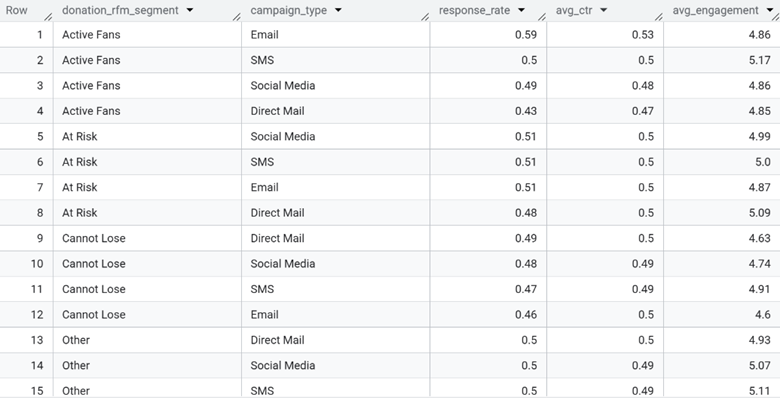 Row donation_rfm_segment campaign_type response_rate avg_ctr avg_engagement
1 Active Fans Email 0.59 0.53 4.86
2 Active Fans SMS 0.5 0.5 5.17
3 Active Fans Social Media 0.49 0.48 4.86
4 Active Fans Direct Mail 0.43 0.47 4.85
5 At Risk Social Media 0.51 0.5 4.99
6 At Risk SMS 0.51 0.5 5.0
7 At Risk Email 0.51 0.5 4.87
8 At Risk Direct Mail 0.48 0.5 5.09
9 Cannot Lose Direct Mail 0.49 0.5 4.63
10 Cannot Lose Social Media 0.48 0.49 4.74
11 Cannot Lose SMS 0.47 0.49 4.91
12 Cannot Lose Email 0.46 0.5 4.6
13 Other Direct Mail 0.5 0.5 4.93
14 Other Social Media 0.5 0.49 5.07
15 Other SMS 0.5 0.49 5.11